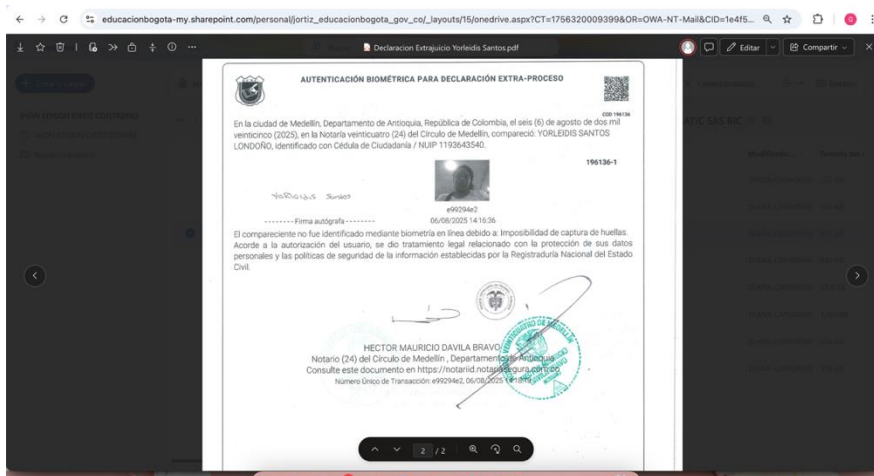 educacionbogota-my.sharepoint.com/personal/jortiz_educacionbogota_gov_co/_layouts/15/onedrive.aspx?CT=1756320009399&OR=OWA-NT-Mail&CID=1e4f5...
Declaracion Extrajuicio Yorleidis Santos.pdf
Editar
Compartir
AUTENTICACIÓN BIOMÉTRICA PARA DECLARACIÓN EXTRA-PROCESO
COD 196136
En la ciudad de Medellín, Departamento de Antioquia, República de Colombia, el seis (6) de agosto de dos mil
veinticinco (2025), en la Notaría veinticuatro (24) del Círculo de Medellín, compareció: YORLEIDIS SANTOS
LONDOÑO, identificado con Cédula de Ciudadanía / NUIP 1193643540.
196136-1
Yorleidis Santos
--------Firma autógrafa--------
e99294e2
06/08/2025 14:16:36
El compareciente no fue identificado mediante biometría en línea debido a: Imposibilidad de captura de huellas.
Acorde a la autorización del usuario, se dio tratamiento legal relacionado con la protección de sus datos
personales y las políticas de seguridad de la información establecidas por la Registraduría Nacional del Estado
Civil.
HECTOR MAURICIO DAVILA BRAVO
Notario (24) del Círculo de Medellín , Departamento de Antioquia
Consulte este documento en https://notariid.notariasegura.com.co
Número Único de Transacción: e99294e2, 06/08/2025
2 / 2